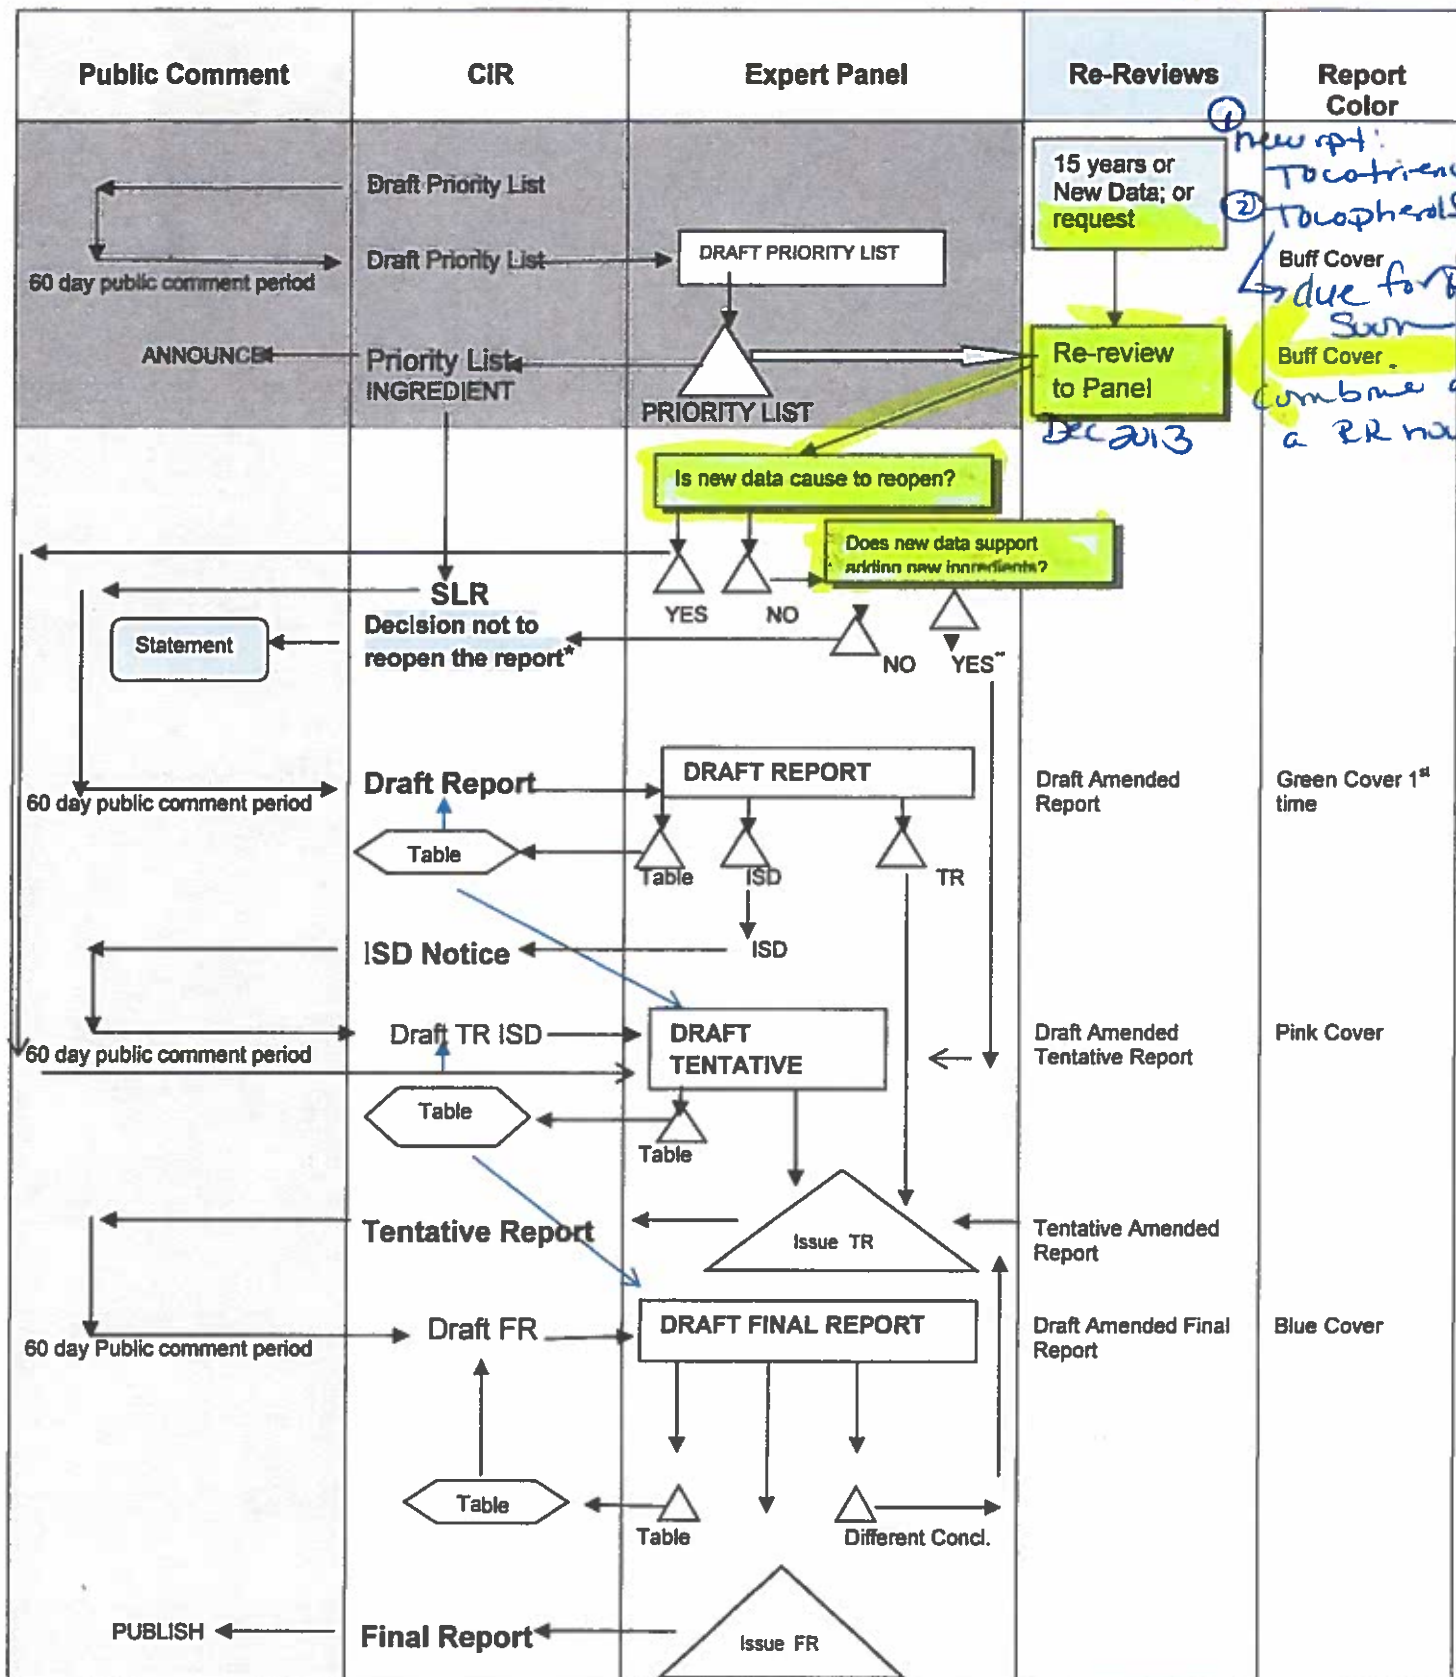 Public Comment
CIR
Expert Panel
Re-Reviews
Report
Color
①
new rpt:
②
Draft Priority List
15 years or
New Data; or
request
60 day public comment period
Draft Priority List
DRAFT PRIORITY LIST
Buff Cover
due for
ANNOUNCE
Priority List
INGREDIENT
PRIORITY LIST
Re-review
to Panel
Buff Cover
combine
Dec 2013
a RR
Is new data cause to reopen?
Does new data support
adding new ingredients?
YES
NO
SLR
Decision not to
reopen the report*
Statement
NO
YES**
60 day public comment period
Draft Report
DRAFT REPORT
Draft Amended
Report
Green Cover 1st
time
Table
Table
ISD
TR
ISD Notice
ISD
60 day public comment period
Draft TR ISD
DRAFT
TENTATIVE
Draft Amended
Tentative Report
Pink Cover
Table
Table
Tentative Report
Issue TR
Tentative Amended
Report
60 day Public comment period
Draft FR
DRAFT FINAL REPORT
Draft Amended Final
Report
Blue Cover
Table
Table
Different Concl.
PUBLISH
Final Report
Issue FR